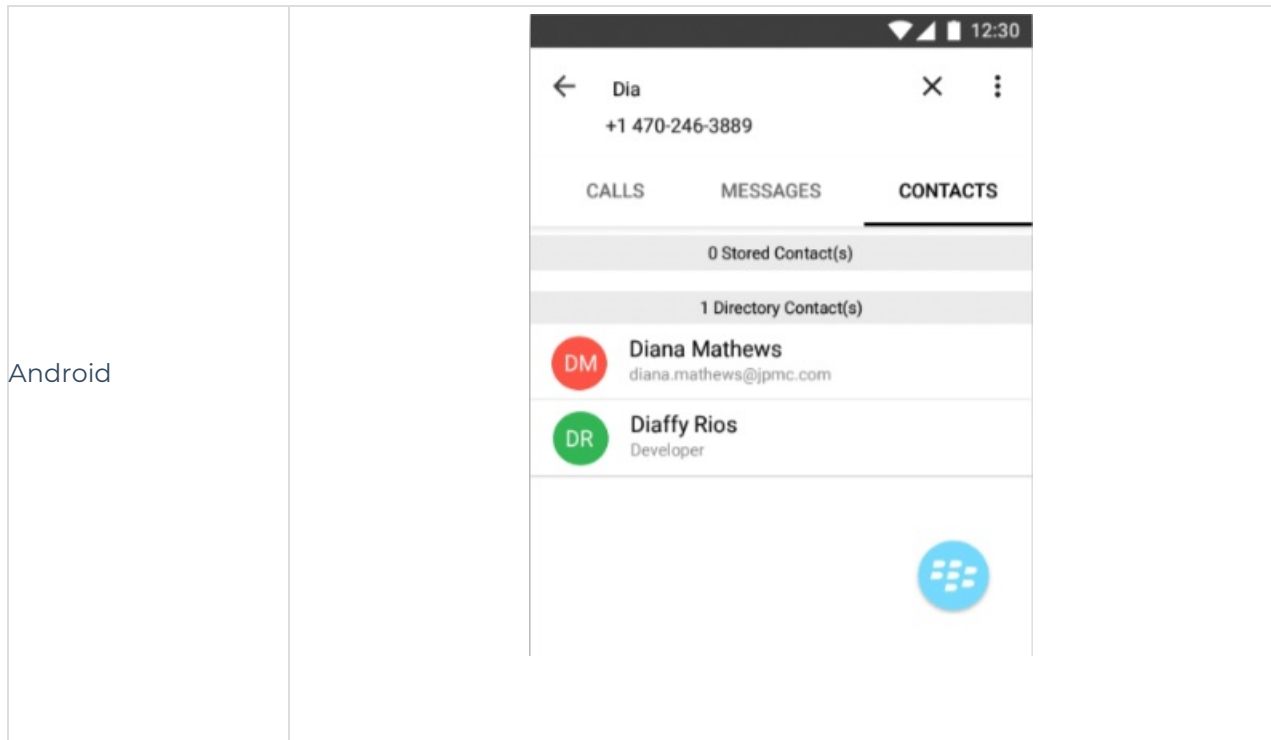 12:30
Dia
+1 470-246-3889
CALLS MESSAGES CONTACTS
0 Stored Contact(s)
1 Directory Contact(s)
DM Diana Mathews
diana.mathews@jpmc.com
Android
DR Diaffy Rios
Developer